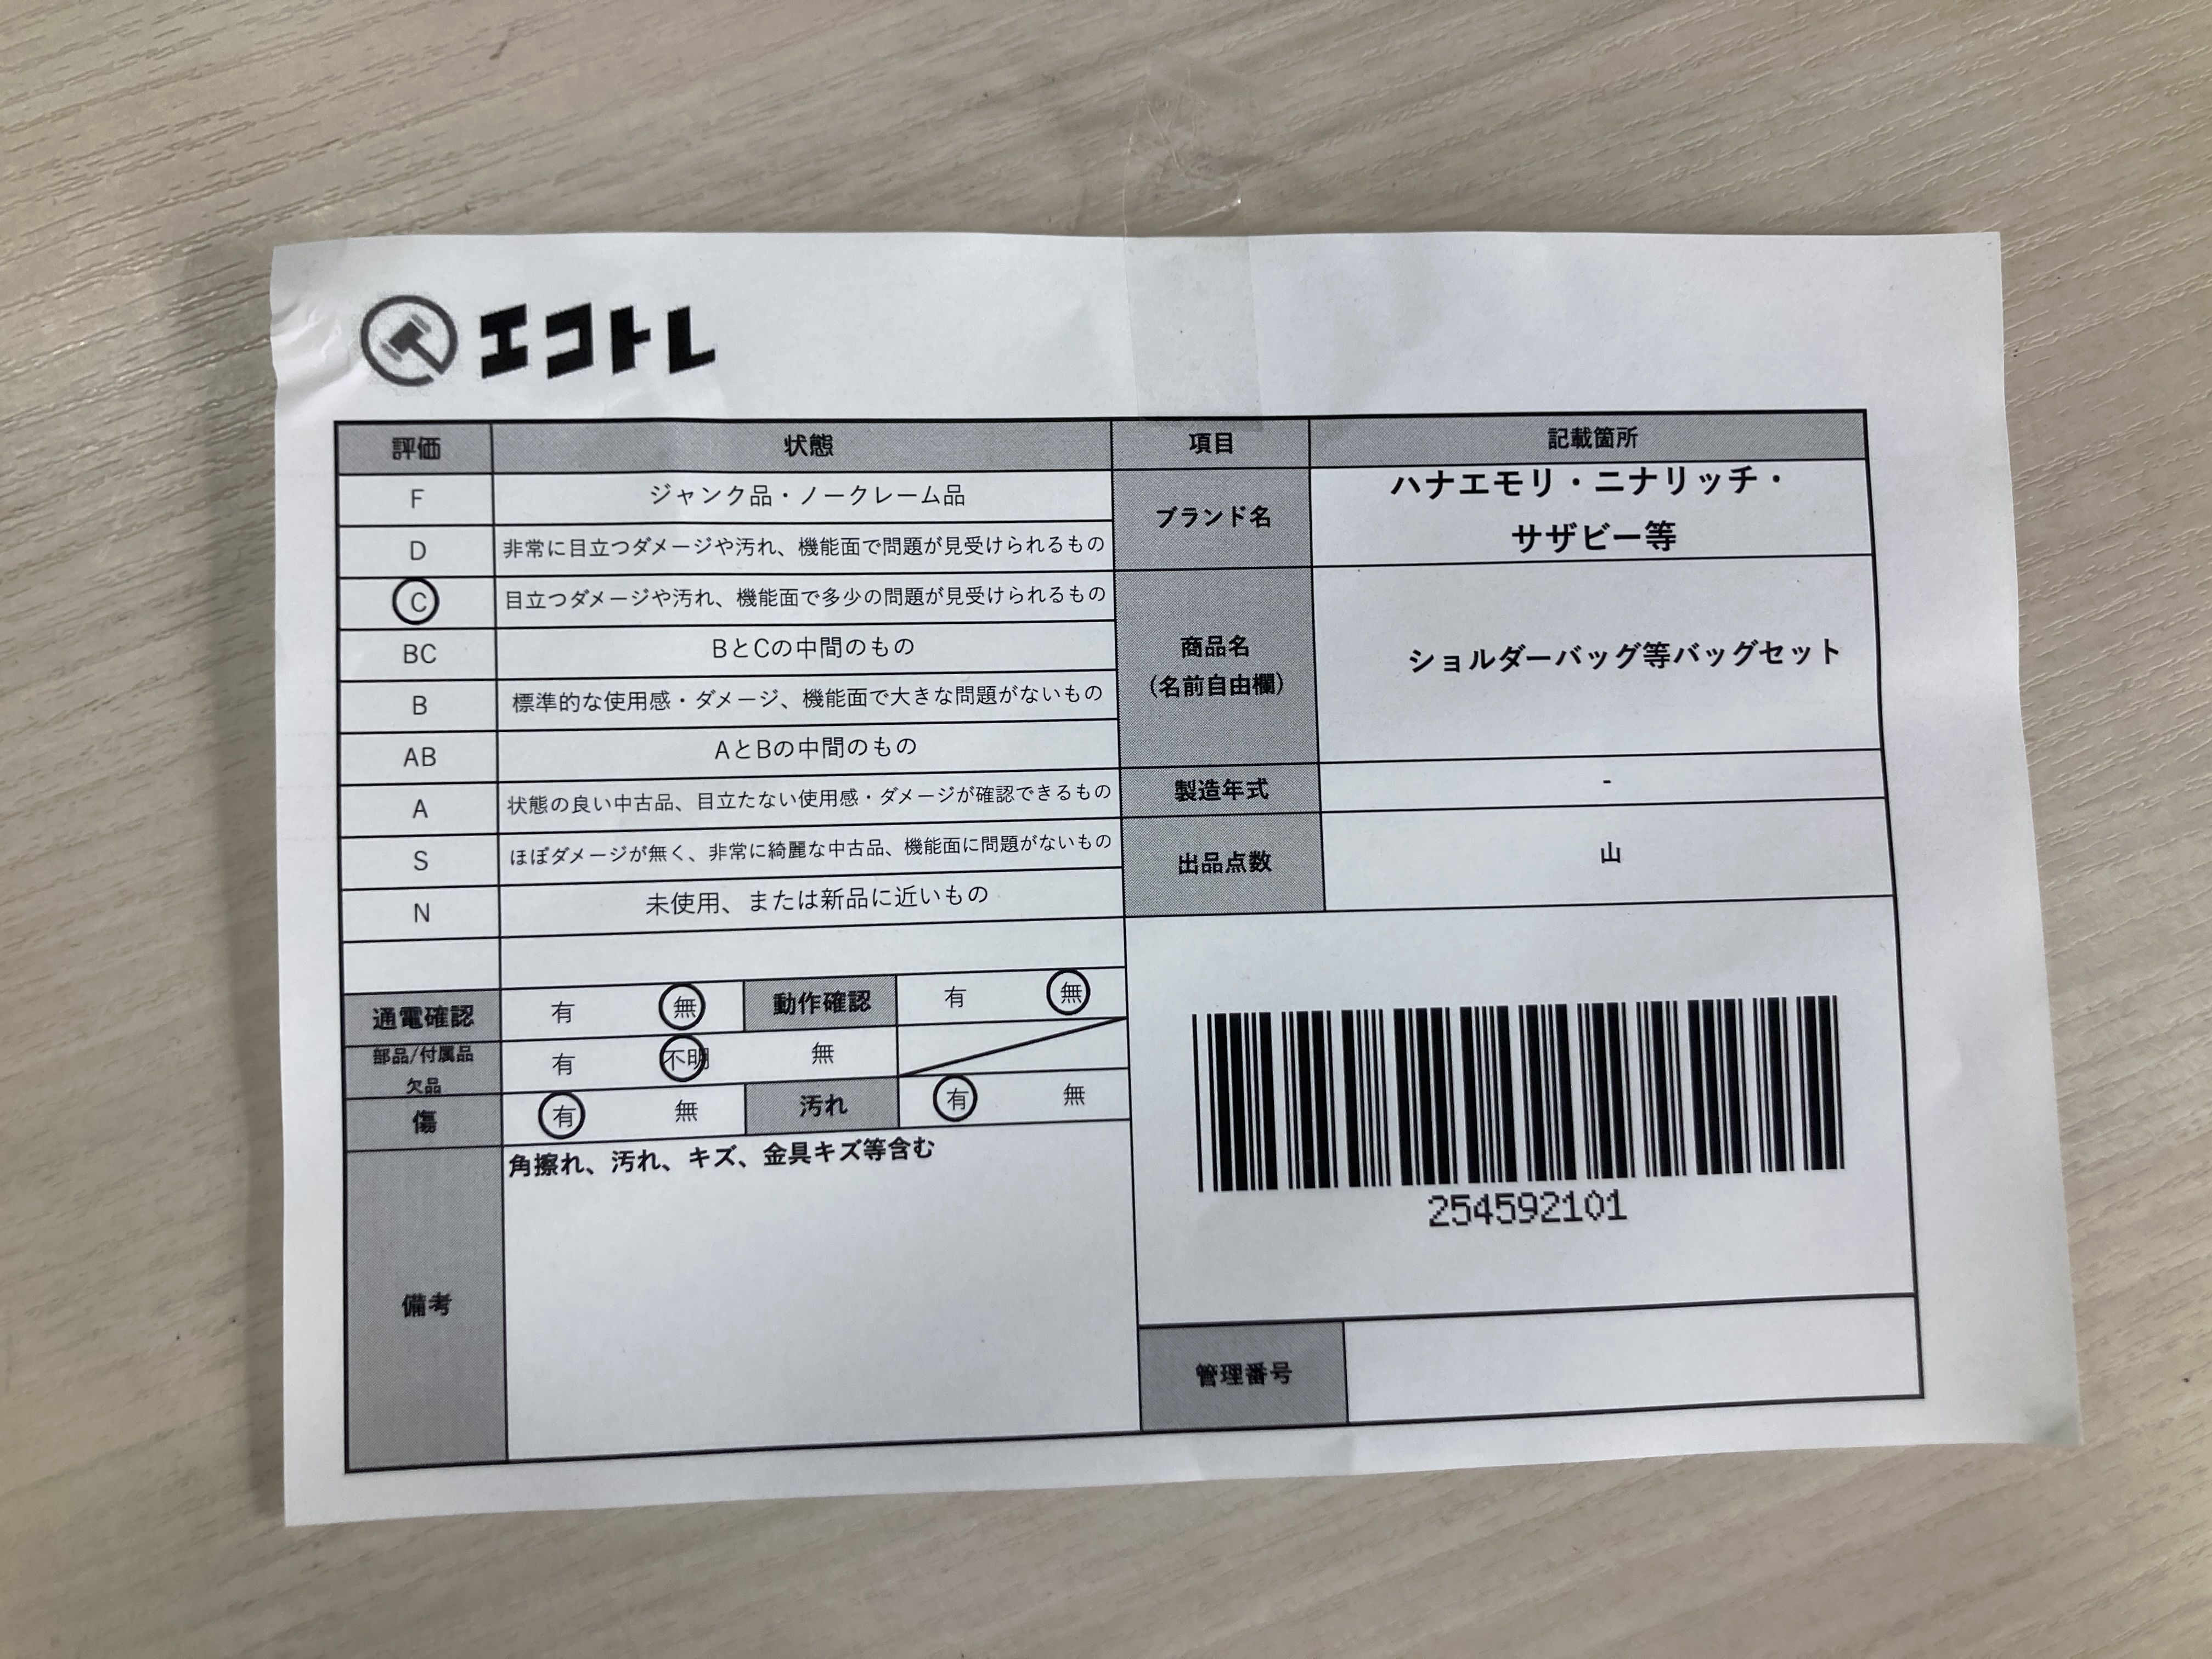 エコトレ
評価 状態 項目 記載箇所
F ジャンク品・ノークレーム品
D 非常に目立つダメージや汚れ、機能面で問題が見受けられるもの
C 目立つダメージや汚れ、機能面で多少の問題が見受けられるもの
BC BとCの中間のもの
B 標準的な使用感・ダメージ、機能面で大きな問題がないもの
AB AとBの中間のもの
A 状態の良い中古品、目立たない使用感・ダメージが確認できるもの
S ほぼダメージが無く、非常に綺麗な中古品、機能面に問題がないもの
N 未使用、または新品に近いもの
ブランド名 ハナエモリ・ニナリッチ・
サザビー等
商品名
(名前自由欄)
ショルダーバッグ等バッグセット
製造年式 -
出品点数 山
通電確認 有 無 動作確認 有 無
部品/付属品
欠品
有 不明 無
傷 有 無 汚れ 有 無
備考 角擦れ、汚れ、キズ、金具キズ等含む
254592101
管理番号